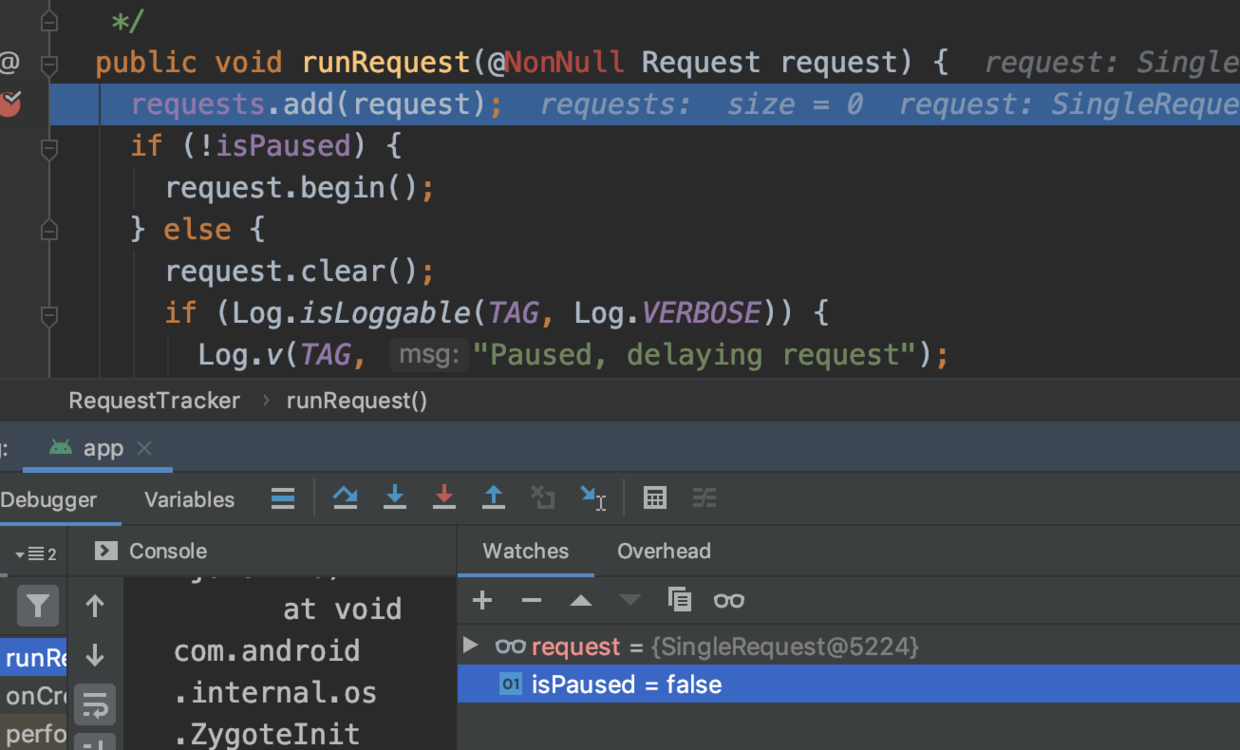 */
@ public void runRequest(@NonNull Request request) { request: Single
requests.add(request); requests: size = 0 request: SingleReque
if (!isPaused) {
request.begin();
} else {
request.clear();
if (Log.isLoggable(TAG, Log.VERBOSE)) {
Log.v(TAG, msg: "Paused, delaying request");
RequestTracker › runRequest()
app
Debugger Variables
2 Console Watches Overhead
at void
com.android
.internal.os
.ZygoteInit
request = {SingleRequest@5224}
01 isPaused = false
runRe
onCr
perfo